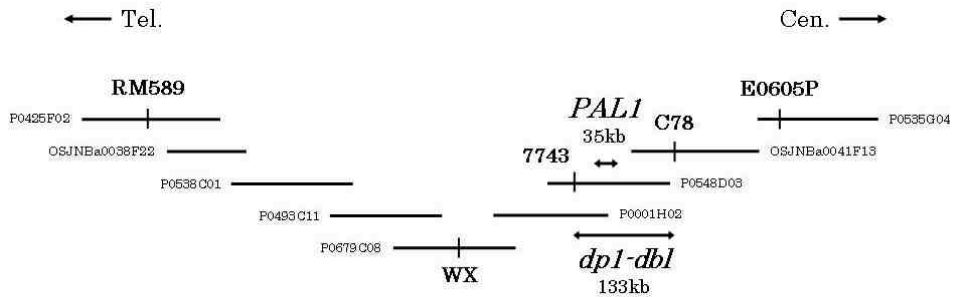 Tel. Cen.
RM589 E0605P
P0425F02 PAL1 C78 P0535G04
35kb
OSJNBa0038F22 7743 OSJNBa0041F13
P0538C01 P0548D03
P0493C11 P0001H02
P0679C08 dp1-dbl
WX 133kb